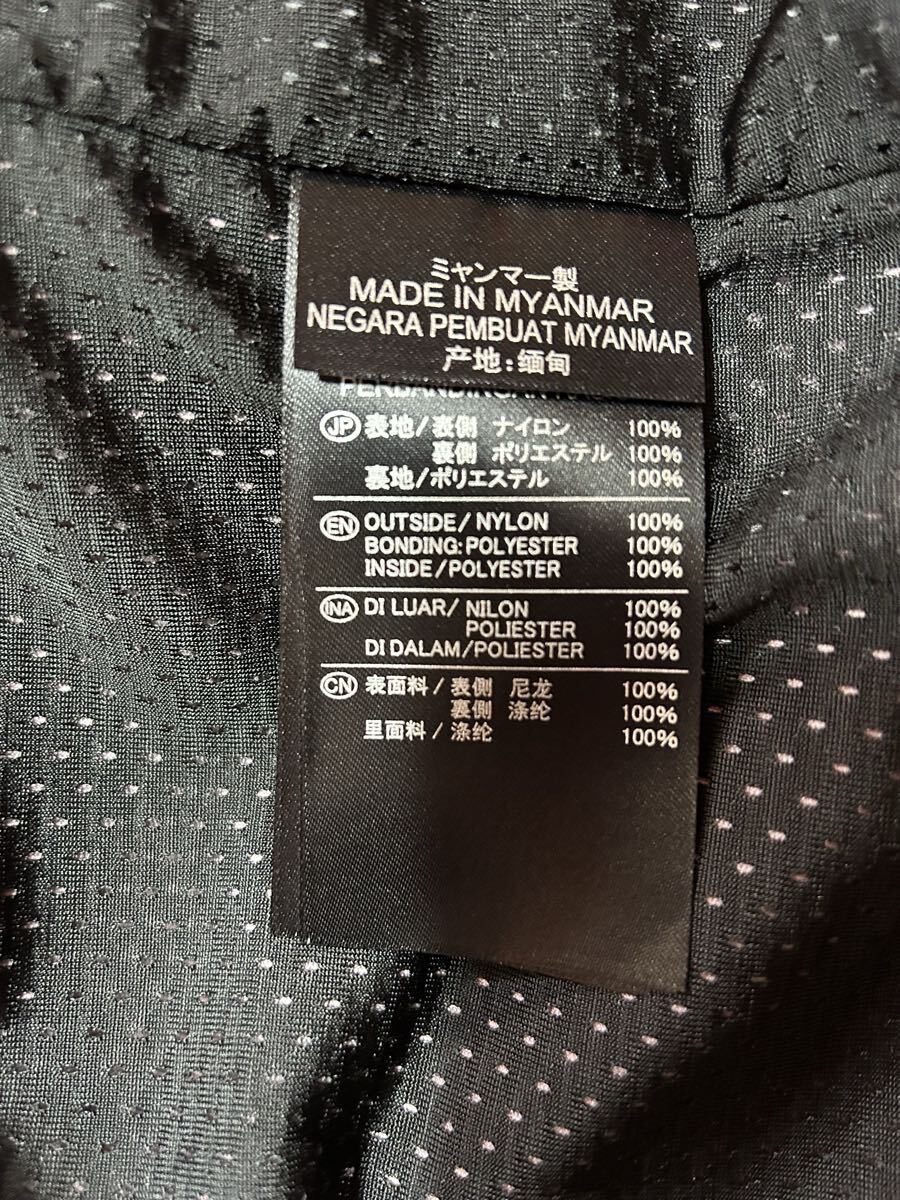 ミャンマー製
MADE IN MYANMAR
NEGARA PEMBUAT MYANMAR
产地:缅甸
JP 表地/表側 ナイロン 100%
裏側 ポリエステル 100%
裏地/ポリエステル 100%
EN OUTSIDE/NYLON 100%
BONDING:POLYESTER 100%
INSIDE/POLYESTER 100%
INA DI LUAR/ NILON 100%
POLIESTER 100%
DI DALAM/POLIESTER 100%
CN 表面料/表侧 尼龙 100%
裏侧 涤纶 100%
里面料/涤纶 100%